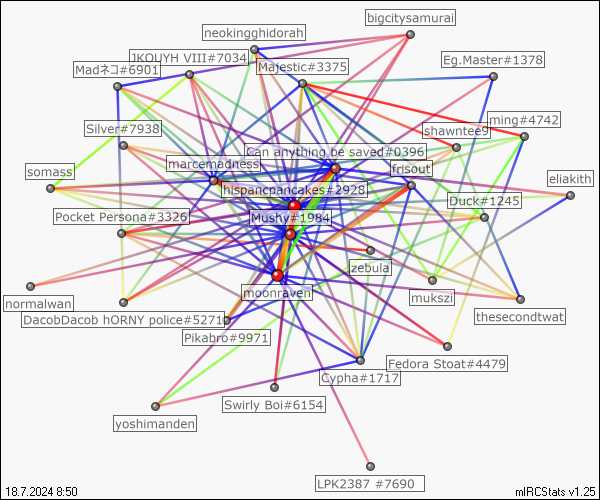 bigcitysamurai
neokingghidorah
JKOUYH VIII#7034
Majestic#3375
Eg.Master#1378
Madネコ#6901
ming#4742
Silver#7938
shawntee9
Can anything be saved#0396
marcemadness
frisout
somass
hispancpancakes#2928
eliakith
Duck#1245
Pocket Persona#3326
Mushy#1984
zebula
moonraven
mukszi
normalwan
thesecondtwat
DacobDacob hORNY police#5271
Pikabro#9971
Fedora Stoat#4479
Cypha#1717
Swirly Boi#6154
yoshimanden
LPK2387 #7690
18.7.2024 8:50
mIRCStats v1.25